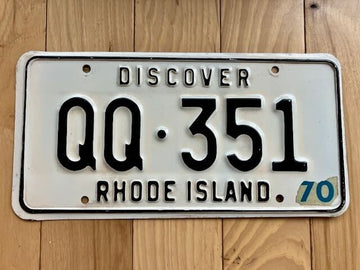 DISCOVER
QQ·351
RHODE ISLAND 70